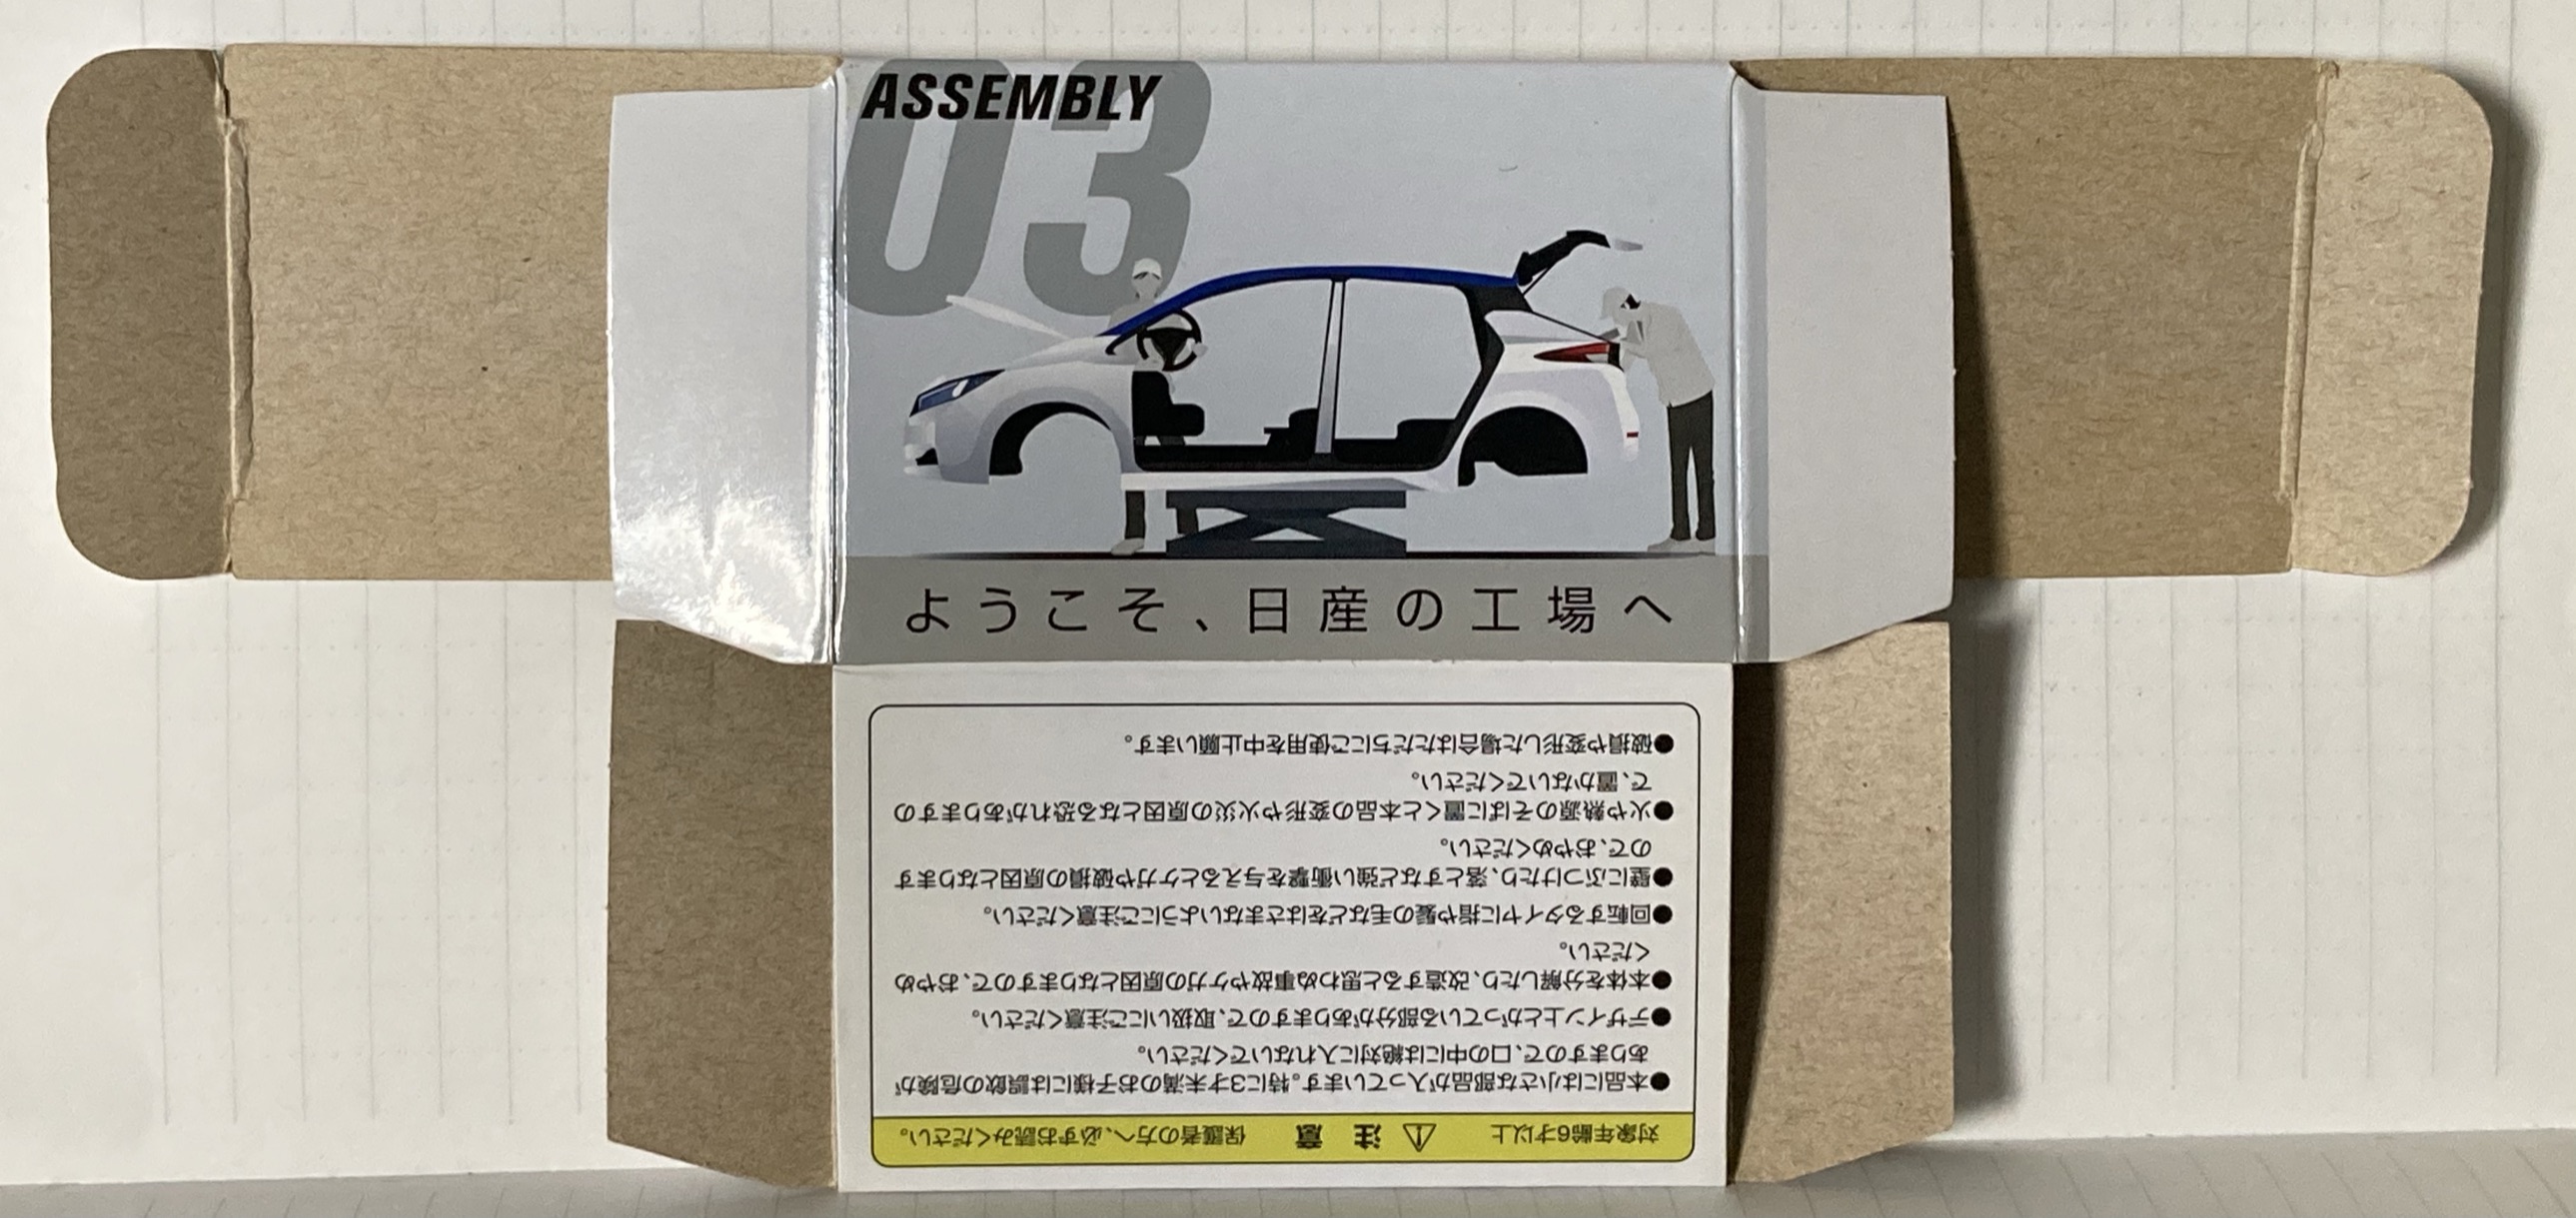 ASSEMBLY
03
ようこそ、日産の工場へ
対象年齢6才以上 ⚠ 注意 保護者の方へ、必ずお読みください。
●本品には小さな部品が入っています。特に3才未満のお子様には誤飲の危険が
ありますので、口の中には絶対に入れないでください。
●デザイン上とがっている部分がありますので、取扱いにご注意ください。
●本体を分解したり、改造すると思わぬ事故やケガの原因となりますので、おやめ
ください。
●回転するタイヤに指や髪の毛などをはさまないようにご注意ください。
●壁にぶつけたり、落とすなど強い衝撃を与えるとケガや破損の原因となります
ので、おやめください。
●火や熱源のそばに置くと本品の変形や火災の原因となる恐れがありますの
で、置かないでください。
●破損や変形した場合はただちにご使用を中止願います。